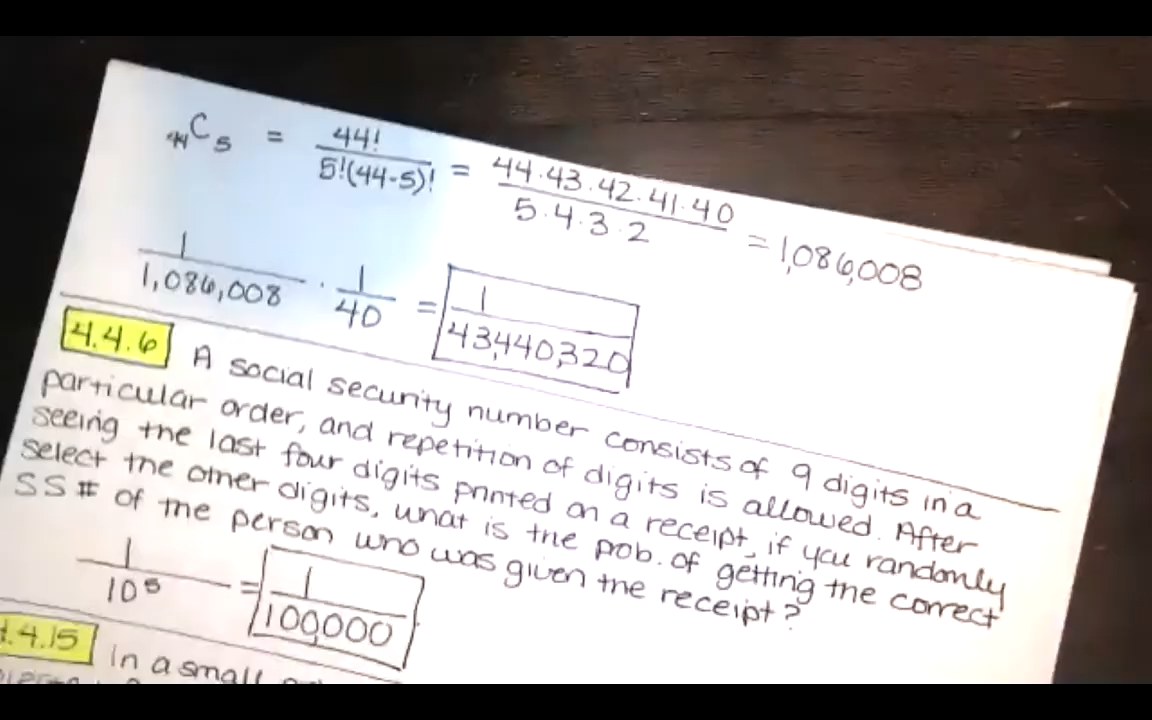 44C5 = 44! / 5!(44-5)! = 44·43·42·41·40 / 5·4·3·2 = 1,086,008
1 / 1,086,008 · 1 / 40 = 1 / 43,440,320
4.4.6 A social security number consists of 9 digits in a
particular order, and repetition of digits is allowed. After
seeing the last four digits printed on a receipt, if you randomly
select the other digits, what is the prob. of getting the correct
SS# of the person who was given the receipt?
1 / 10⁵ = 1 / 100,000
4.4.15 In a small